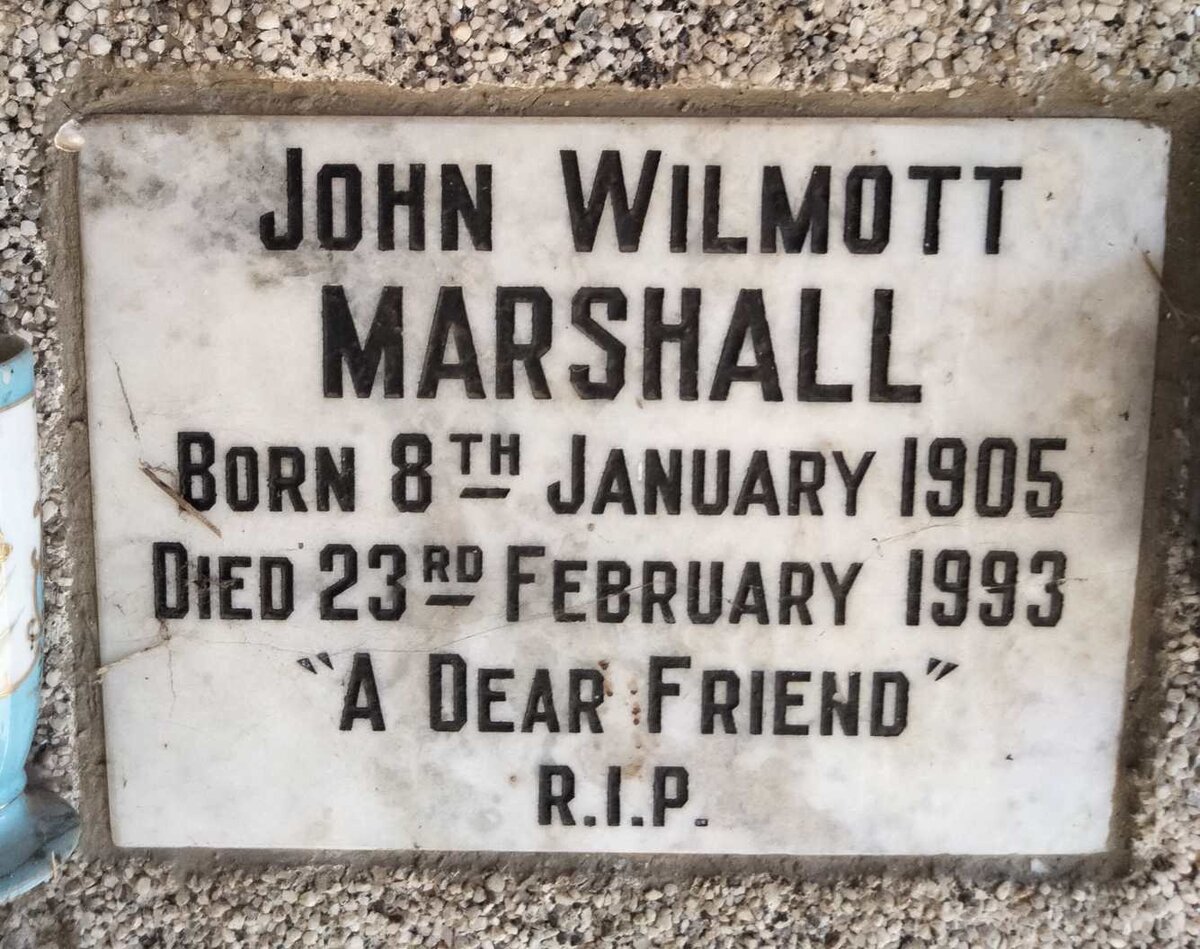 John Wilmott
MARSHALL
Born 8TH January 1905
Died 23RD February 1993
"A Dear Friend"
R.I.P.